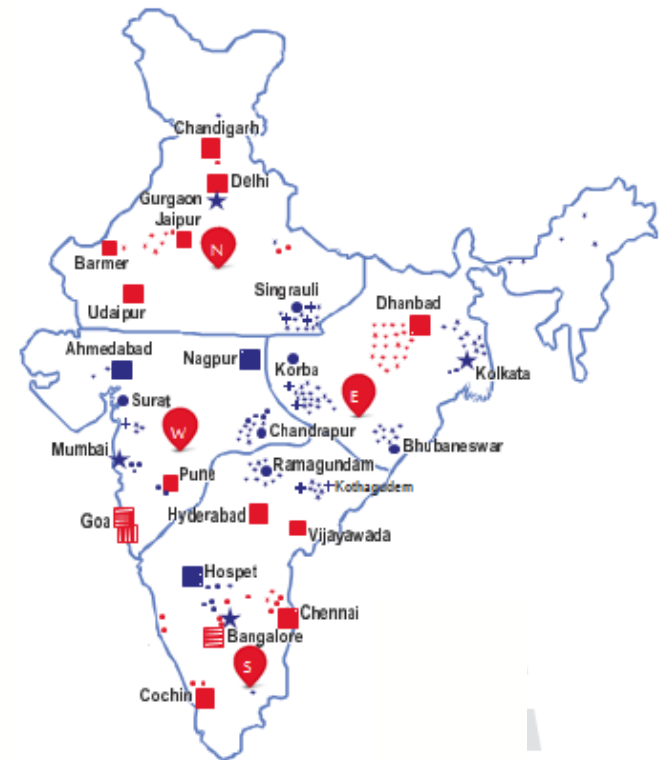 Chandigarh
Delhi
Gurgaon
Jaipur
N
Barmer
Singrauli
Udaipur
Dhanbad
Ahmedabad
Nagpur
Korba
Kolkata
Surat
E
W
Chandrapur
Mumbai
Bhubaneswar
Ramagundam
Pune
Kothagudem
Goa
Hyderabad
Vijayawada
Hospet
Chennai
Bangalore
S
Cochin